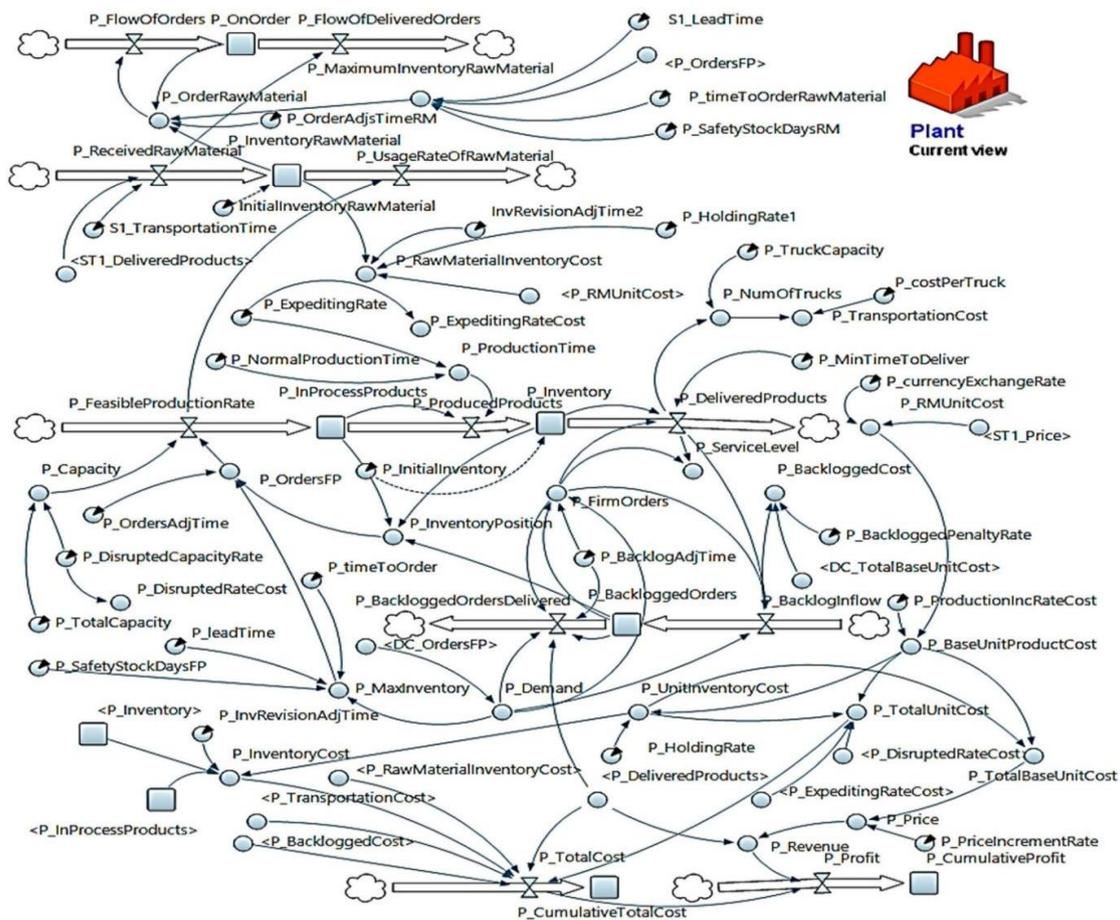 P_FlowOfOrders
P_OnOrder
P_FlowOfDeliveredOrders
S1_LeadTime
<P_OrdersFP>
P_MaximumInventoryRawMaterial
P_OrderRawMaterial
P_timeToOrderRawMaterial
P_OrderAdjsTimeRM
P_SafetyStockDaysRM
Plant
Current view
P_InventoryRawMaterial
P_ReceivedRawMaterial
P_UsageRateOfRawMaterial
InitialInventoryRawMaterial
InvRevisionAdjTime2
P_HoldingRate1
S1_TransportationTime
<ST1_DeliveredProducts>
P_RawMaterialInventoryCost
P_TruckCapacity
<P_RMUnitCost>
P_NumOfTrucks
P_costPerTruck
P_ExpeditingRate
P_ExpeditingRateCost
P_TransportationCost
P_ProductionTime
P_NormalProductionTime
P_MinTimeToDeliver
P_InProcessProducts
P_Inventory
P_currencyExchangeRate
P_FeasibleProductionRate
P_ProducedProducts
P_DeliveredProducts
P_RMUnitCost
<ST1_Price>
P_ServiceLevel
P_Capacity
P_OrdersFP
P_InitialInventory
P_BackloggedCost
P_FirmOrders
P_OrdersAdjTime
P_InventoryPosition
P_BackloggedPenaltyRate
P_DisruptedCapacityRate
P_timeToOrder
P_BacklogAdjTime
<DC_TotalBaseUnitCost>
P_DisruptedRateCost
P_BackloggedOrdersDelivered
P_BackloggedOrders
P_BacklogInflow
P_ProductionIncRateCost
P_TotalCapacity
P_leadTime
<DC_OrdersFP>
P_BaseUnitProductCost
P_SafetyStockDaysFP
P_MaxInventory
P_Demand
P_UnitInventoryCost
<P_Inventory>
P_InvRevisionAdjTime
P_TotalUnitCost
P_InventoryCost
P_HoldingRate
<P_DisruptedRateCost>
<P_RawMaterialInventoryCost>
<P_DeliveredProducts>
P_TotalBaseUnitCost
<P_TransportationCost>
<P_ExpeditingRateCost>
<P_InProcessProducts>
P_Price
<P_BackloggedCost>
P_Revenue
P_PriceIncrementRate
P_TotalCost
P_Profit
P_CumulativeProfit
P_CumulativeTotalCost